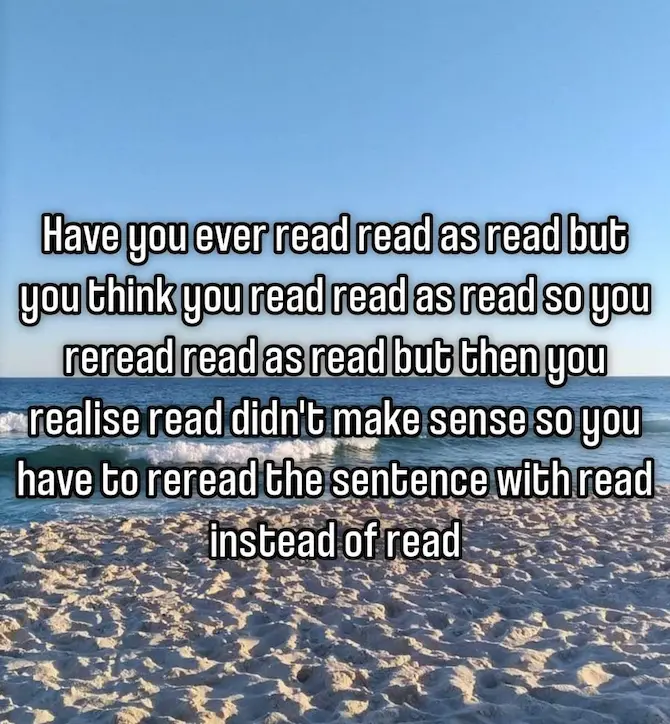 Have you ever read read as read but
you think you read read as read so you
reread read as read but then you
realise read didn't make sense so you
have to reread the sentence with read
instead of read